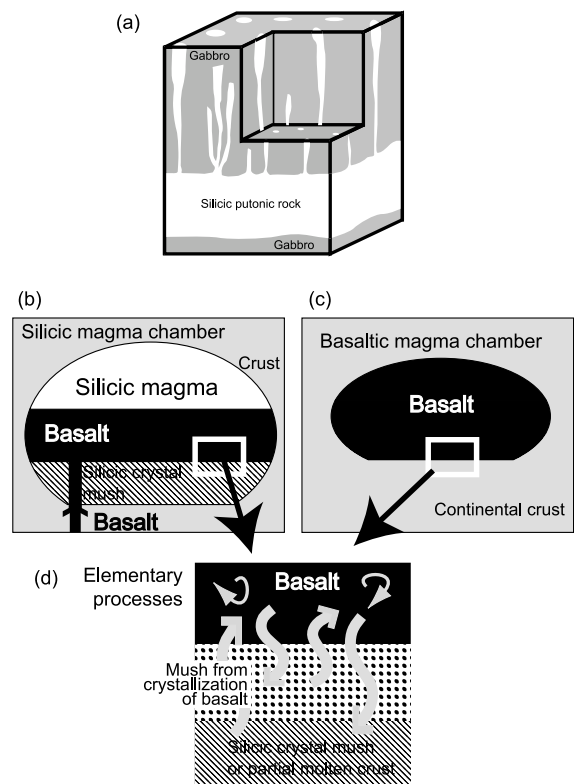 (a)
Gabbro
Silicic putonic rock
Gabbro
(b)
Silicic magma chamber
Crust
Silicic magma
Basalt
Silicic crystal
mush
Basalt
(c)
Basaltic magma chamber
Basalt
Continental crust
(d)
Elementary
processes
Basalt
Mush from
crystallization
of basalt
Silicic crystal mush
or partial molten crust